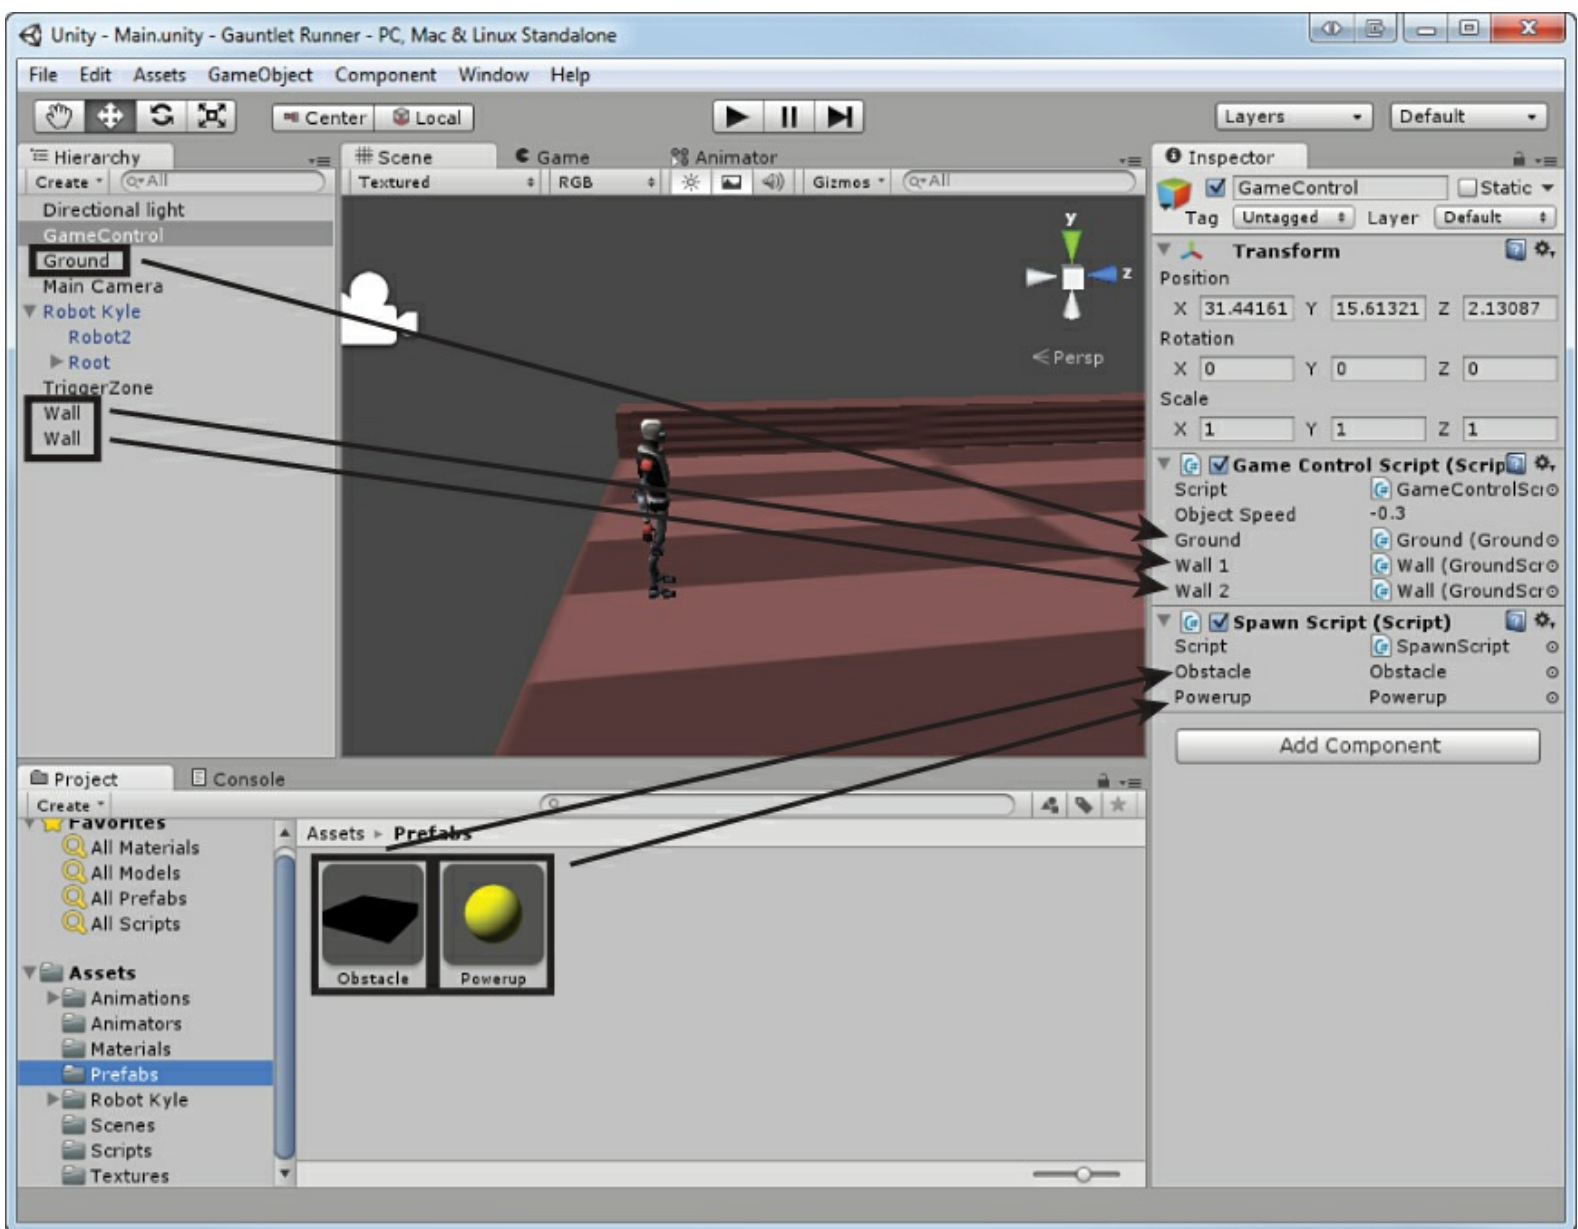 Unity - Main.unity - Gauntlet Runner - PC, Mac & Linux Standalone
File Edit Assets GameObject Component Window Help
Center Local
Layers Default
Hierarchy
Create All
Directional light
GameControl
Ground
Main Camera
Robot Kyle
Robot2
Root
TriggerZone
Wall
Wall
Scene Game Animator
Textured RGB Gizmos All
y
z
Persp
Inspector
GameControl Static
Tag Untagged Layer Default
Transform
Position
X 31.44161 Y 15.61321 Z 2.13087
Rotation
X 0 Y 0 Z 0
Scale
X 1 Y 1 Z 1
Game Control Script (Scrip
Script GameControlScr
Object Speed -0.3
Ground Ground (Ground
Wall 1 Wall (GroundScr
Wall 2 Wall (GroundScr
Spawn Script (Script)
Script SpawnScript
Obstacle Obstacle
Powerup Powerup
Add Component
Project Console
Create
Favorites
All Materials
All Models
All Prefabs
All Scripts
Assets
Animations
Animators
Materials
Prefabs
Robot Kyle
Scenes
Scripts
Textures
Assets Prefabs
Obstacle Powerup